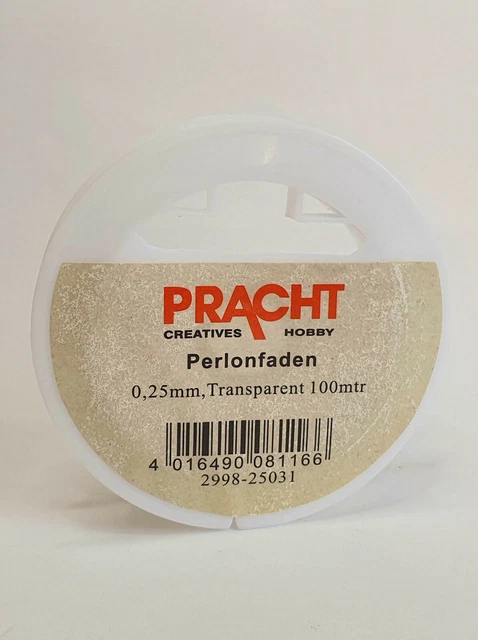 PRACHT
CREATIVES HOBBY
Perlonfaden
0,25mm,Transparent 100mtr
4 016490 081166
2998-25031